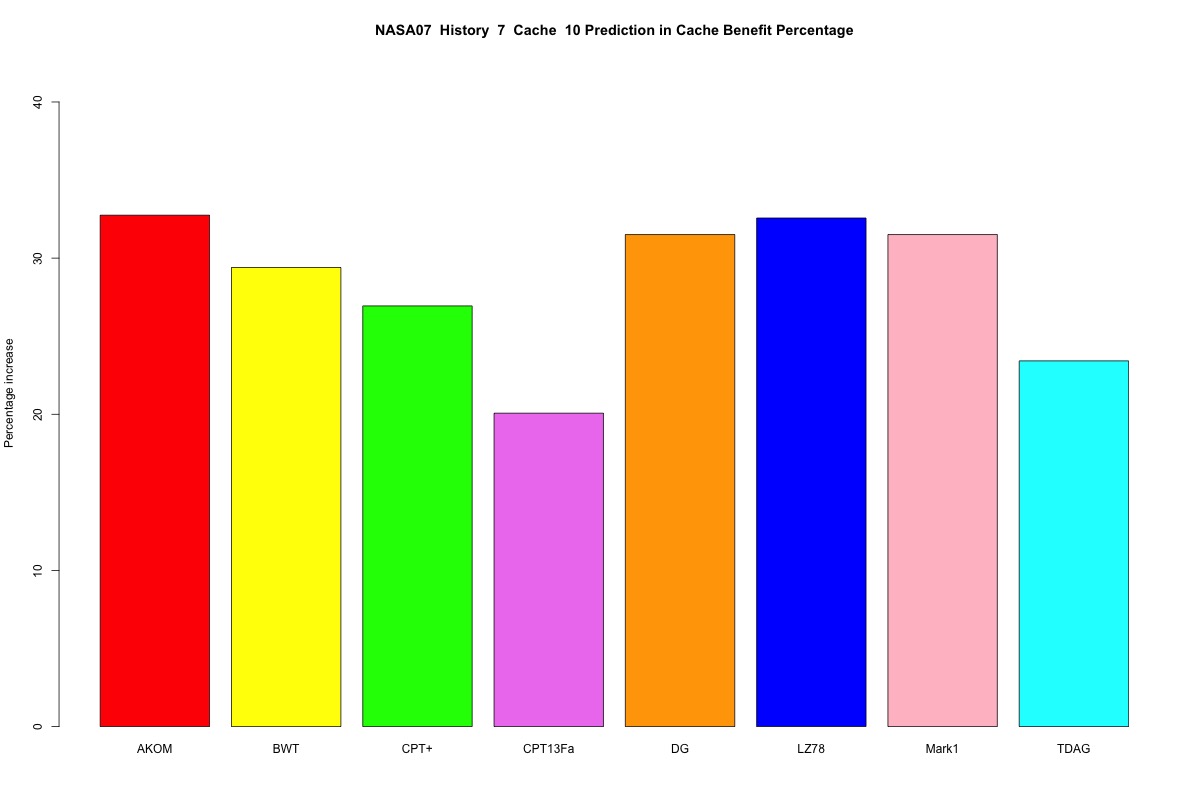 NASA07 History 7 Cache 10 Prediction in Cache Benefit Percentage
Percentage increase
40
30
20
10
0
AKOM BWT CPT+ CPT13Fa DG LZ78 Mark1 TDAG